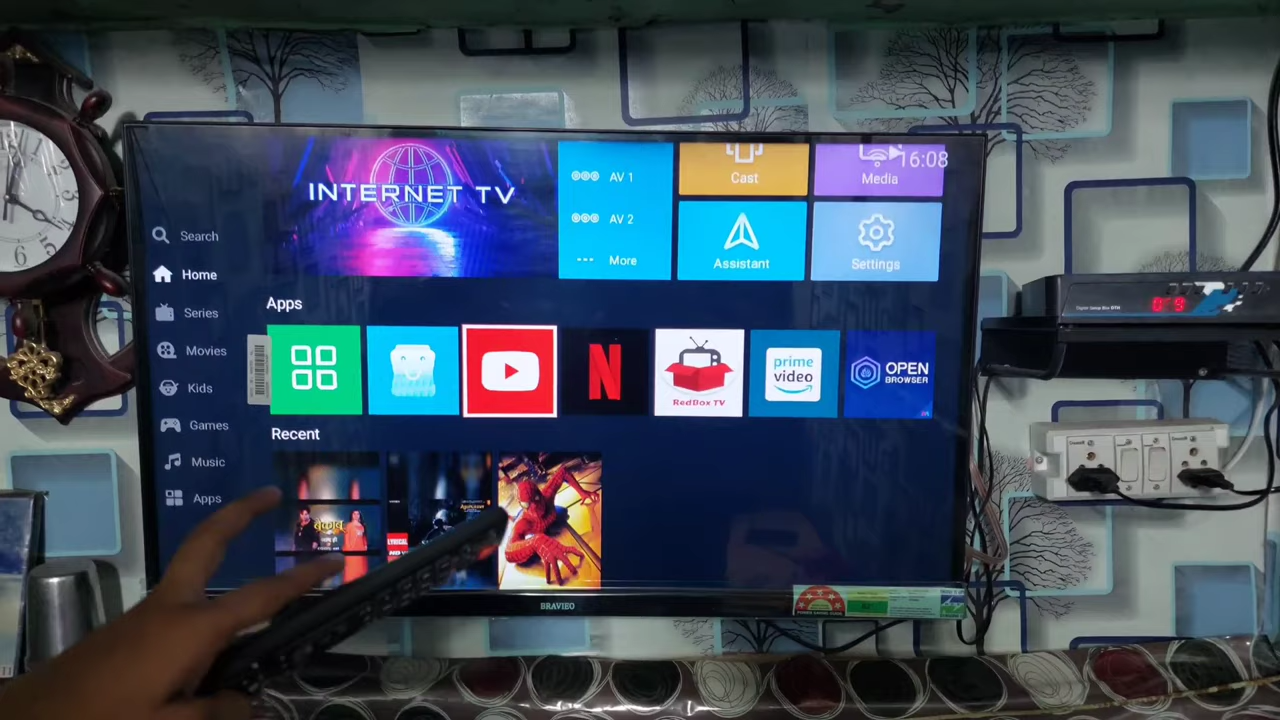 INTERNET TV
AV 1
AV 2
More
Cast
Media
16:08
Assistant
Settings
Search
Home
Series
Movies
Kids
Games
Music
Apps
Apps
N
RedBox TV
prime
video
OPEN
BROWSER
Recent
बेकाबू
BRAVIEO